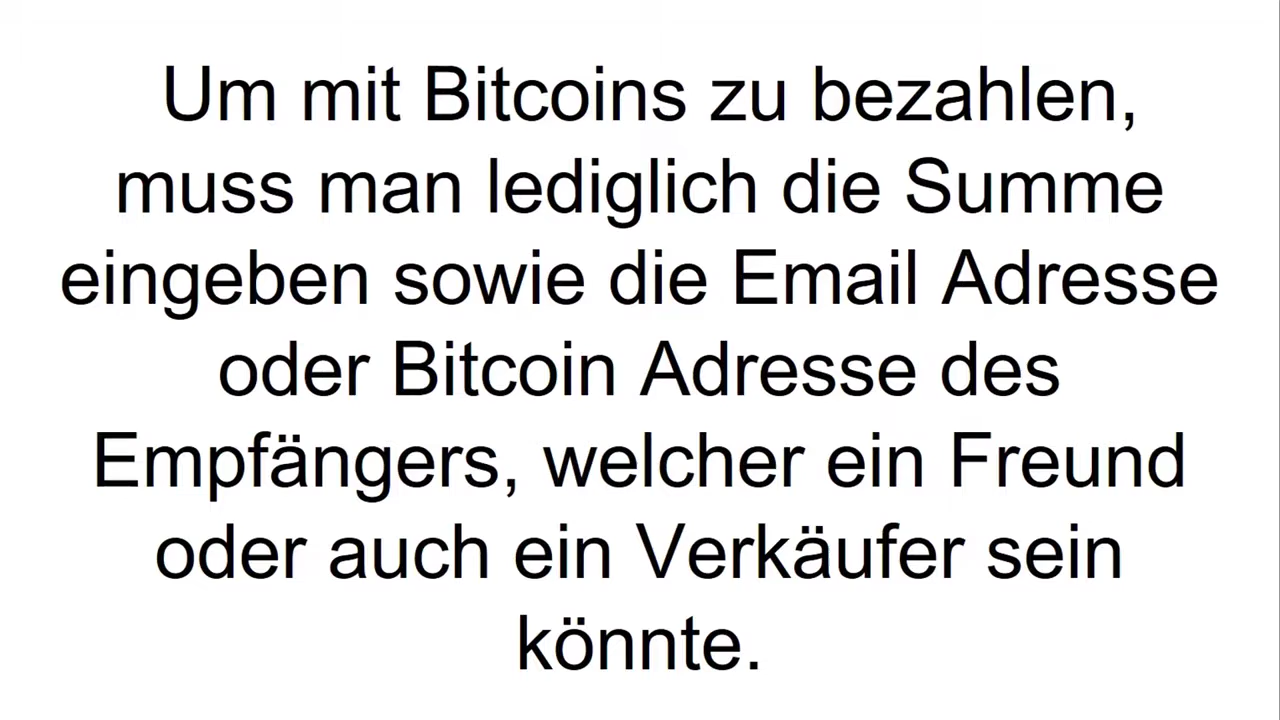 Um mit Bitcoins zu bezahlen,
muss man lediglich die Summe
eingeben sowie die Email Adresse
oder Bitcoin Adresse des
Empfängers, welcher ein Freund
oder auch ein Verkäufer sein
könnte.